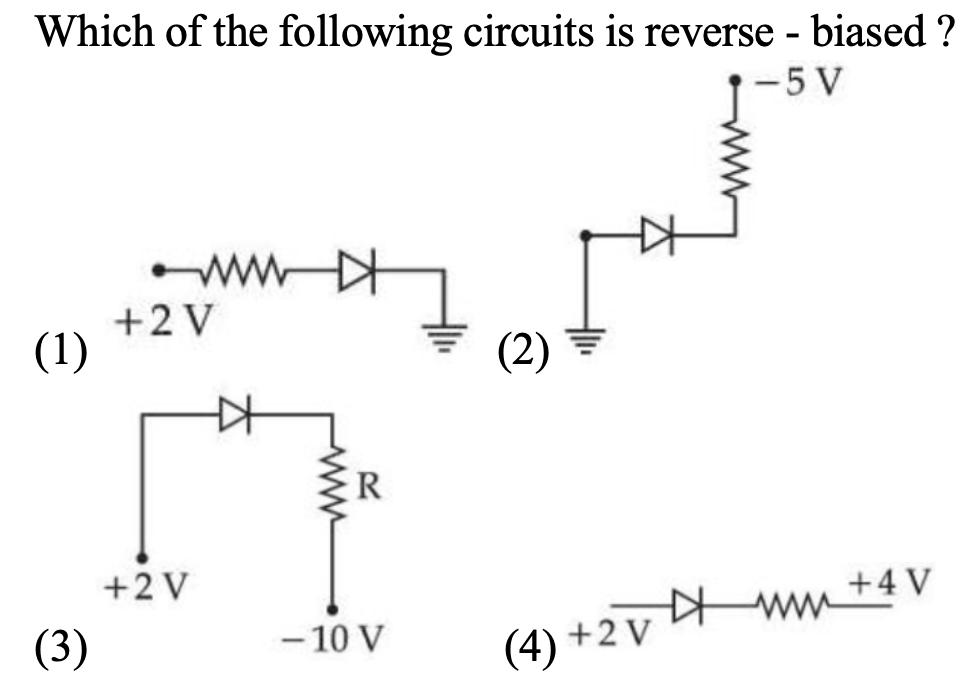 Which of the following circuits is reverse - biased ?
− 5 V
+2 V
(1)
(2)
R
+2 V
− 10 V
(3)
+4 V
+2 V
(4)